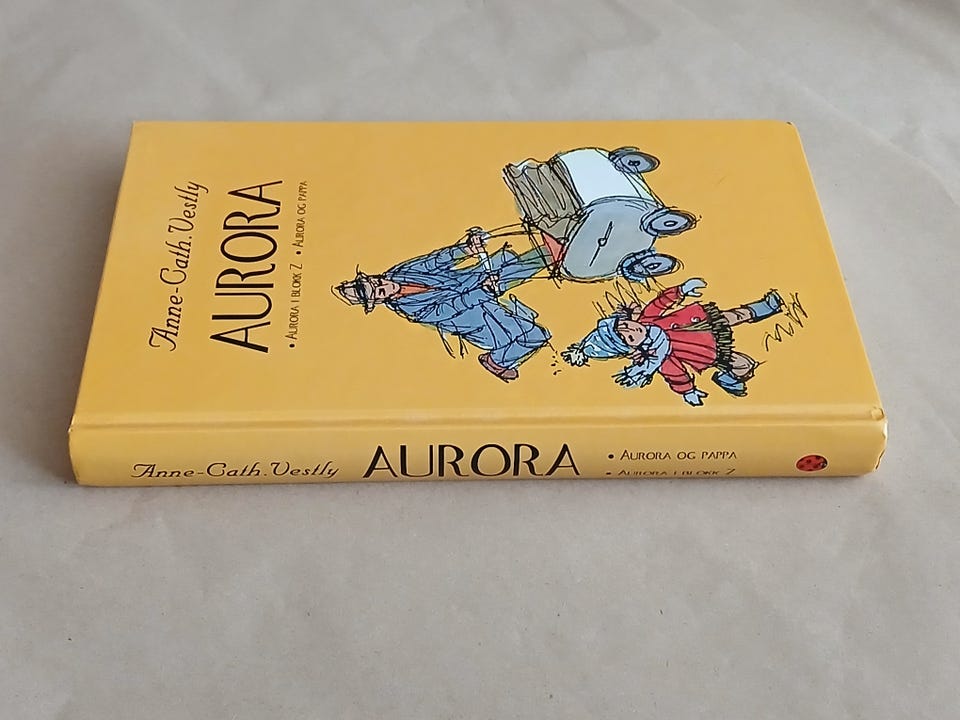 Anne-Cath. Vestly
AURORA
• AURORA I BLOKK Z • AURORA OG PAPPA
Anne-Cath. Vestly
AURORA
• AURORA OG PAPPA
• AURORA I BLOKK Z